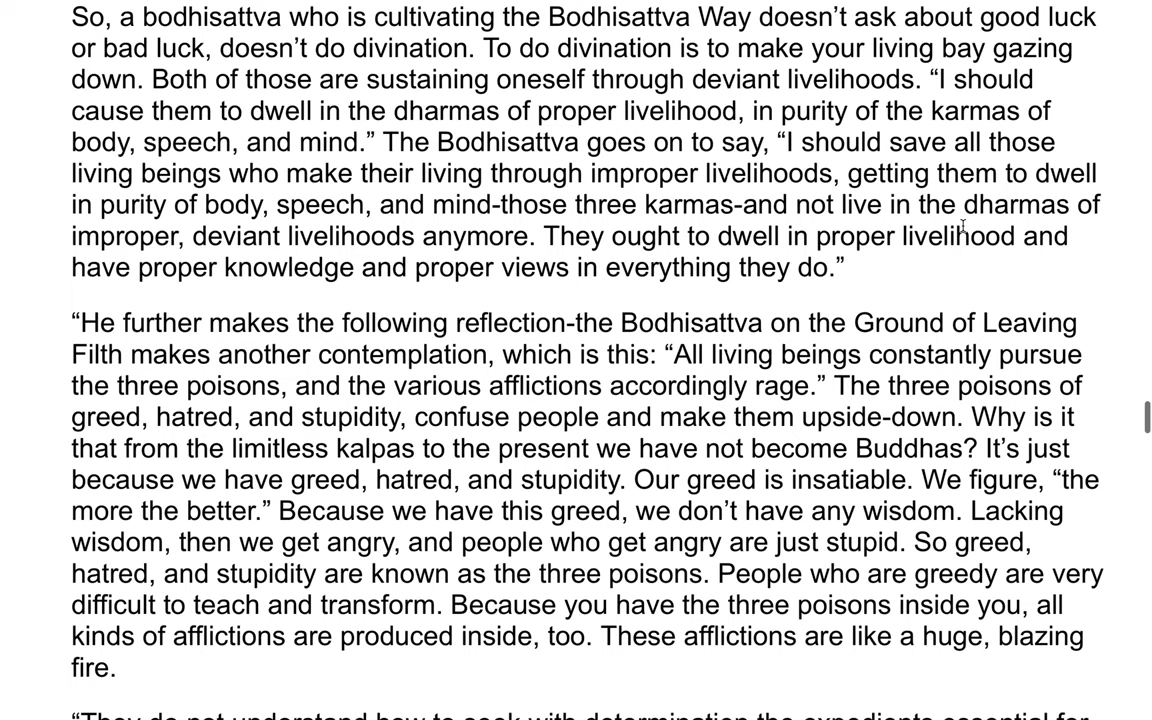 So, a bodhisattva who is cultivating the Bodhisattva Way doesn’t ask about good luck
or bad luck, doesn’t do divination. To do divination is to make your living bay gazing
down. Both of those are sustaining oneself through deviant livelihoods. “I should
cause them to dwell in the dharmas of proper livelihood, in purity of the karmas of
body, speech, and mind.” The Bodhisattva goes on to say, “I should save all those
living beings who make their living through improper livelihoods, getting them to dwell
in purity of body, speech, and mind-those three karmas-and not live in the dharmas of
improper, deviant livelihoods anymore. They ought to dwell in proper livelihood and
have proper knowledge and proper views in everything they do.”
“He further makes the following reflection-the Bodhisattva on the Ground of Leaving
Filth makes another contemplation, which is this: “All living beings constantly pursue
the three poisons, and the various afflictions accordingly rage.” The three poisons of
greed, hatred, and stupidity, confuse people and make them upside-down. Why is it
that from the limitless kalpas to the present we have not become Buddhas? It’s just
because we have greed, hatred, and stupidity. Our greed is insatiable. We figure, “the
more the better.” Because we have this greed, we don’t have any wisdom. Lacking
wisdom, then we get angry, and people who get angry are just stupid. So greed,
hatred, and stupidity are known as the three poisons. People who are greedy are very
difficult to teach and transform. Because you have the three poisons inside you, all
kinds of afflictions are produced inside, too. These afflictions are like a huge, blazing
fire.
“They do not understand how to seek with determination the expedients essential for